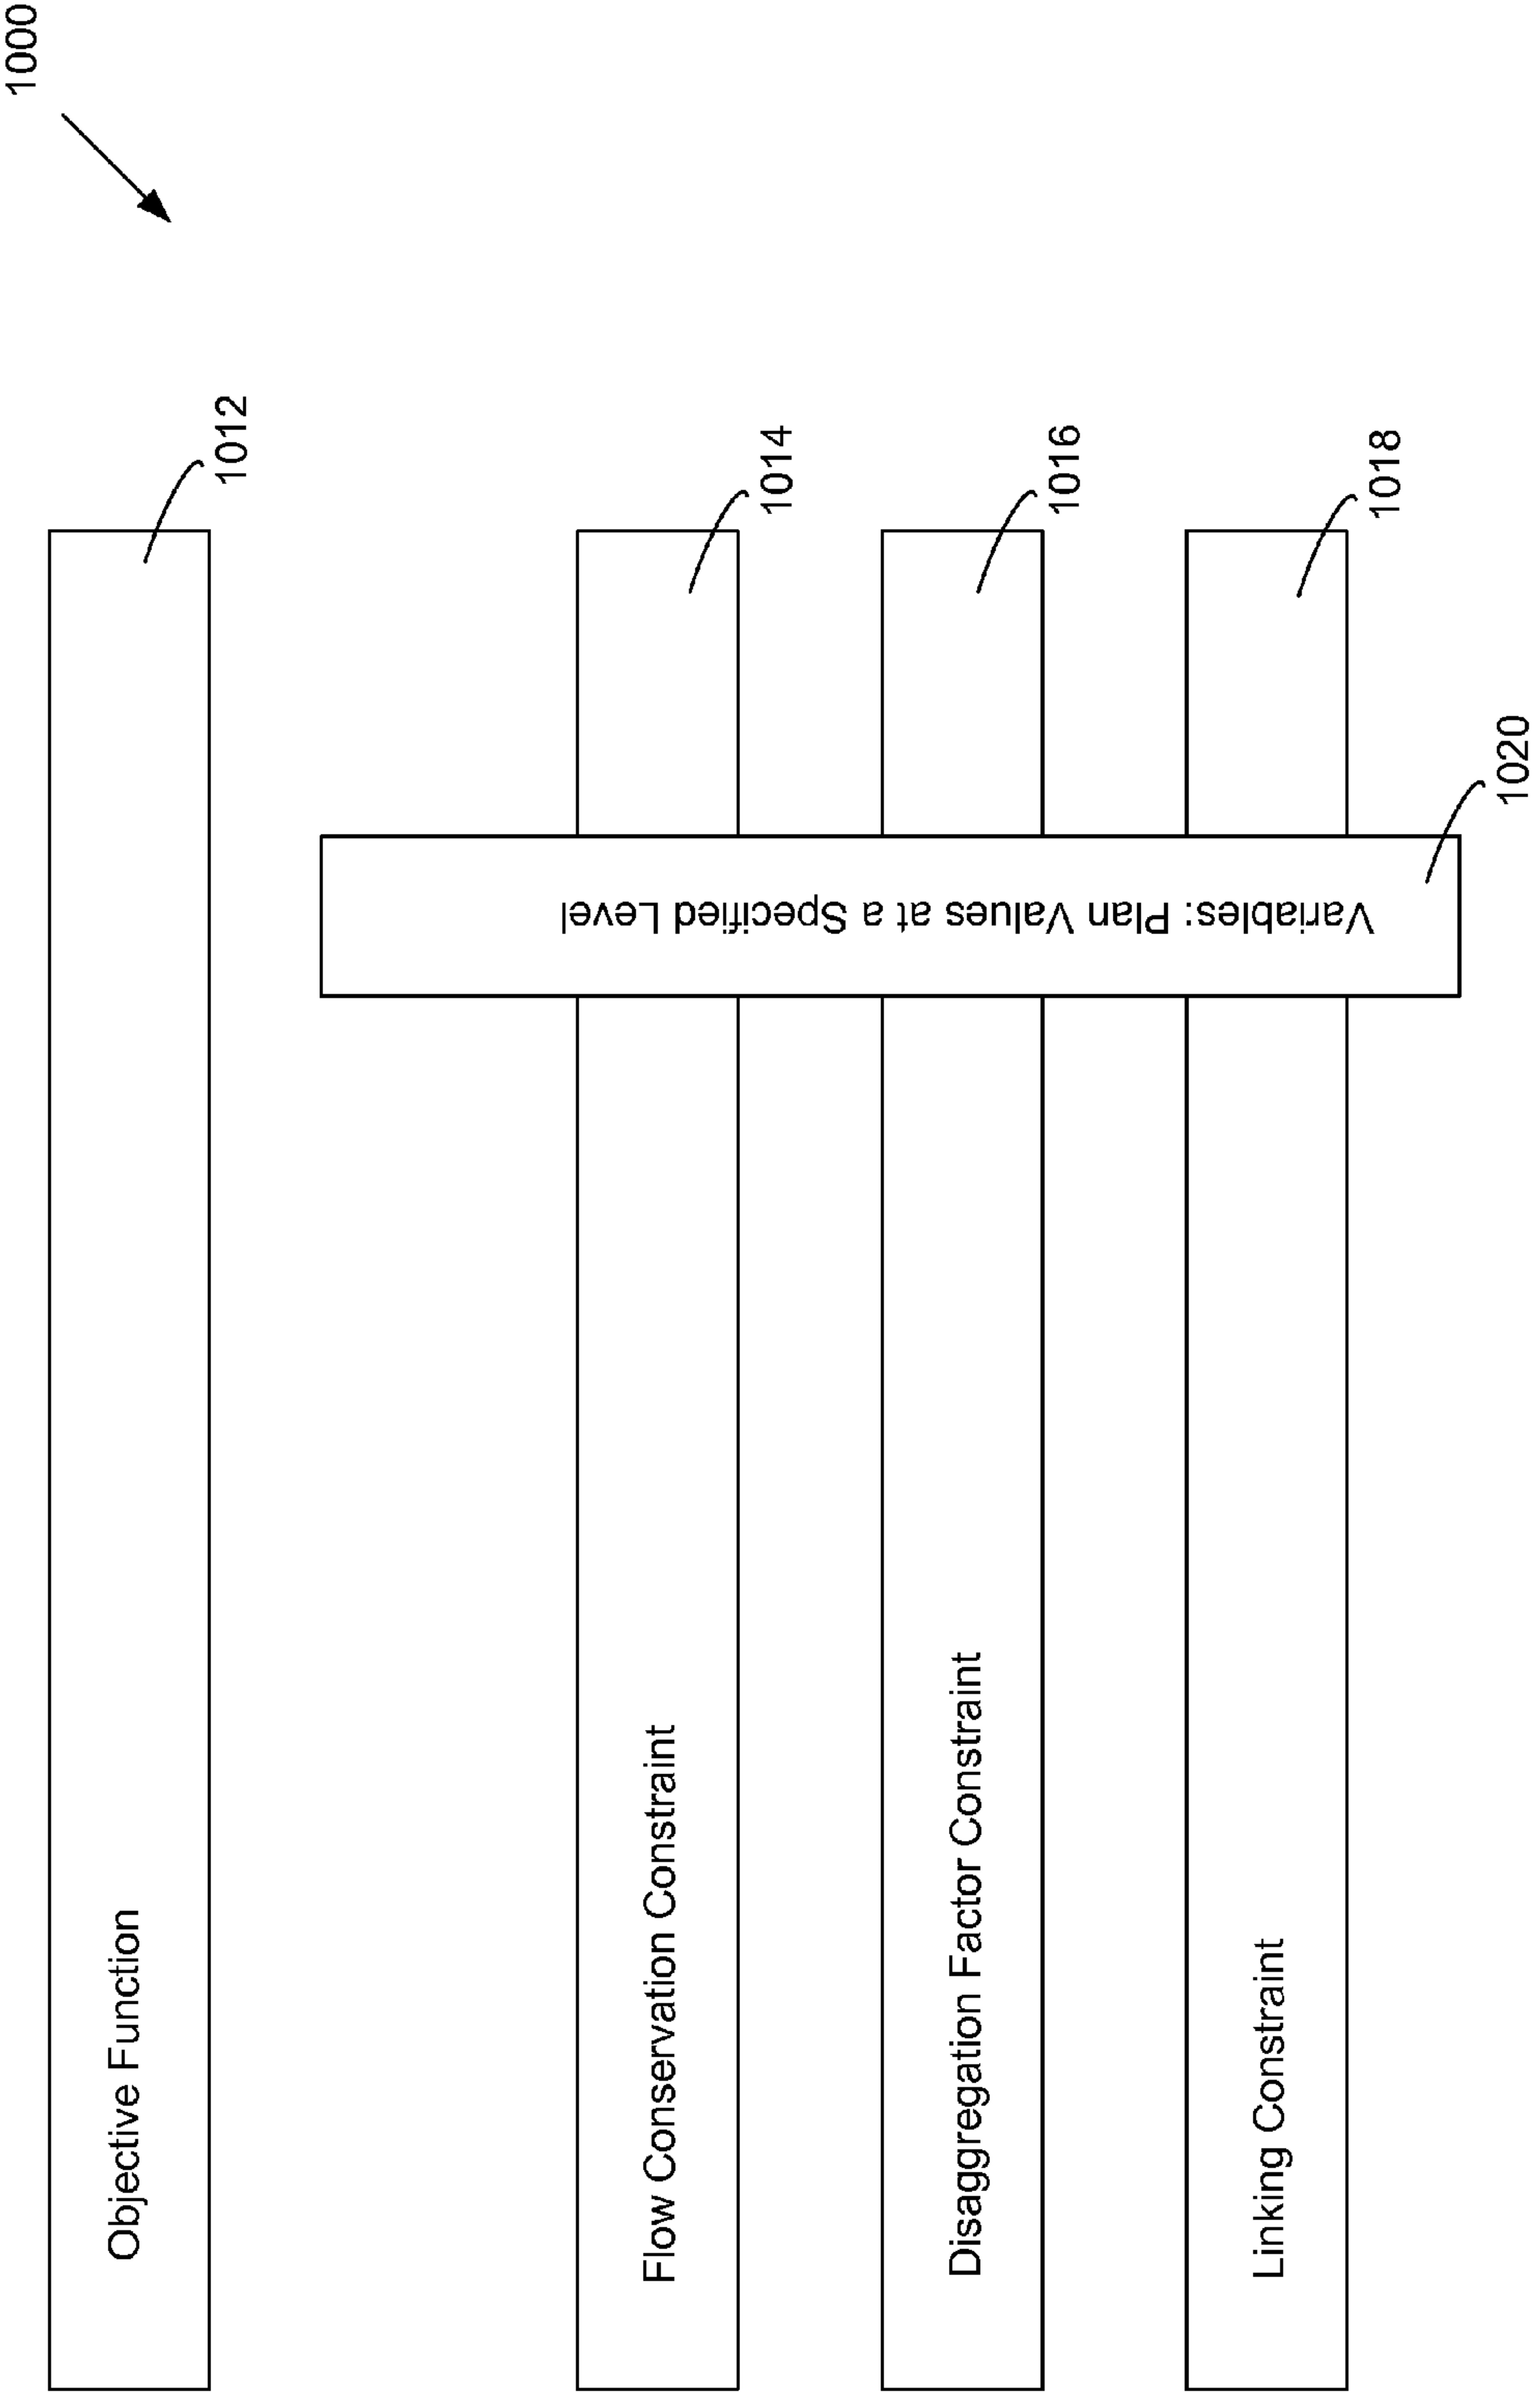 1000
Objective Function
1012
Flow Conservation Constraint
1014
Disaggregation Factor Constraint
1016
Linking Constraint
1018
Variables: Plan Values at a Specified Level
1020